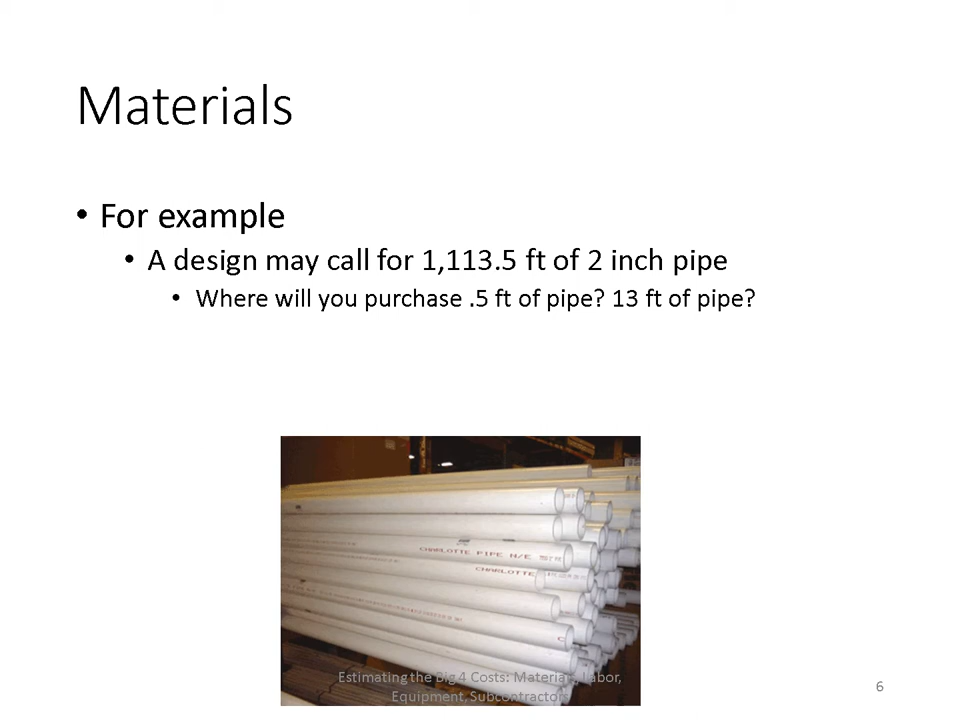 Materials
• For example
• A design may call for 1,113.5 ft of 2 inch pipe
• Where will you purchase .5 ft of pipe? 13 ft of pipe?
CHARLOTTE PIPE N/E
CHARLOTTE
Estimating the Big 4 Costs: Materials, Labor,
Equipment, Subcontractors
6